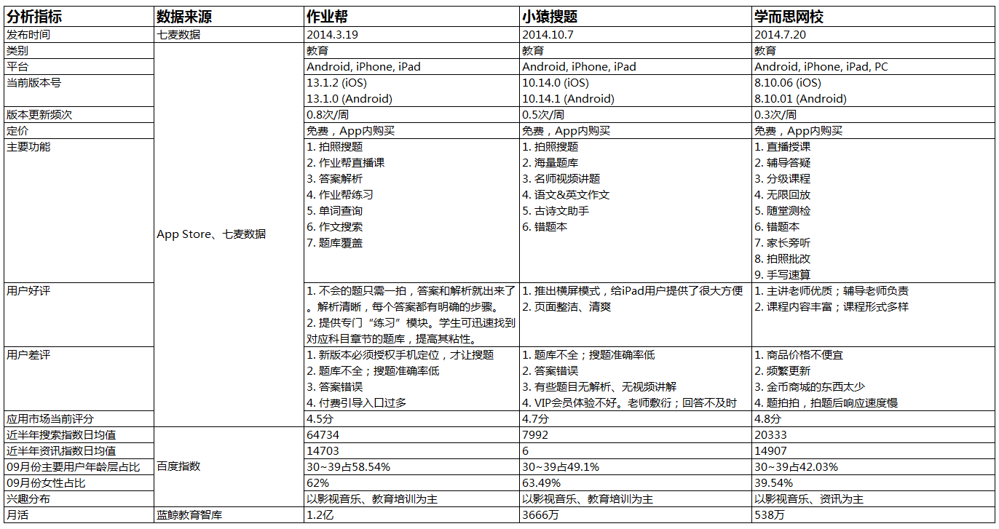 分析指标 数据来源 作业帮 小猿搜题 学而思网校
发布时间 七麦数据 2014.3.19 2014.10.7 2014.7.20
类别 教育 教育 教育
平台 Android, iPhone, iPad Android, iPhone, iPad Android, iPhone, iPad, PC
当前版本号 13.1.2 (iOS) 10.14.0 (iOS) 8.10.06 (iOS)
13.1.0 (Android) 10.14.1 (Android) 8.10.01 (Android)
版本更新频次 0.8次/周 0.5次/周 0.3次/周
定价 免费，App内购买 免费，App内购买 免费，App内购买
主要功能 1. 拍照搜题 1. 拍照搜题 1. 直播授课
2. 作业帮直播课 2. 海量题库 2. 辅导答疑
3. 答案解析 3. 名师视频讲题 3. 分级课程
4. 作业帮练习 4. 语文&英文作文 4. 无限回放
5. 单词查询 5. 古诗文助手 5. 随堂测检
6. 作文搜索 6. 错题本 6. 错题本
App Store、七麦数据
7. 题库覆盖 7. 家长旁听
8. 拍照批改
9. 手写速算
用户好评 1. 不会的题只需一拍，答案和解析就出来了 1. 推出横屏模式，给iPad用户提供了很大方便 1. 主讲老师优质；辅导老师负责
。解析清晰，每个答案都有明确的步骤。 2. 页面整洁、清爽 2. 课程内容丰富；课程形式多样
2. 提供专门“练习”模块。学生可迅速找到
对应科目章节的题库，提高其粘性。
用户差评 1. 新版本必须授权手机定位，才让搜题 1. 题库不全；搜题准确率低 1. 商品价格不便宜
2. 题库不全；搜题准确率低 2. 答案错误 2. 频繁更新
3. 答案错误 3. 有些题目无解析、无视频讲解 3. 金币商城的东西太少
4. 付费引导入口过多 4. VIP会员体验不好。老师敷衍；回答不及时 4. 题拍拍，拍题后响应速度慢
应用市场当前评分 4.5分 4.7分 4.8分
近半年搜索指数日均值 64734 7992 20333
近半年资讯指数日均值 14703 6 14907
09月份主要用户年龄层占比 百度指数 30~39占58.54% 30~39占49.1% 30~39占42.03%
09月份女性占比 62% 63.49% 39.54%
兴趣分布 以影视音乐、教育培训为主 以影视音乐、教育培训为主 以影视音乐、资讯为主
月活 蓝鲸教育智库 1.2亿 3666万 538万